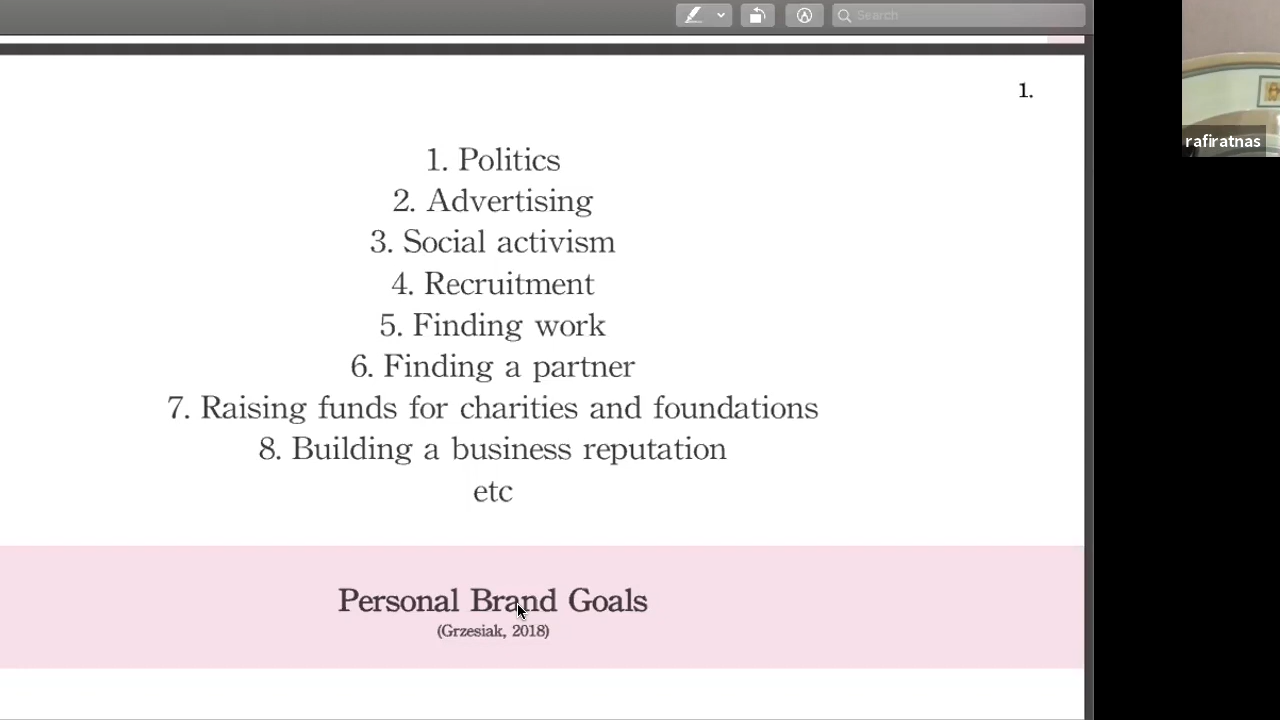 Search
1.
1. Politics
2. Advertising
3. Social activism
4. Recruitment
5. Finding work
6. Finding a partner
7. Raising funds for charities and foundations
8. Building a business reputation
etc
Personal Brand Goals
(Grzesiak, 2018)
rafiratnas